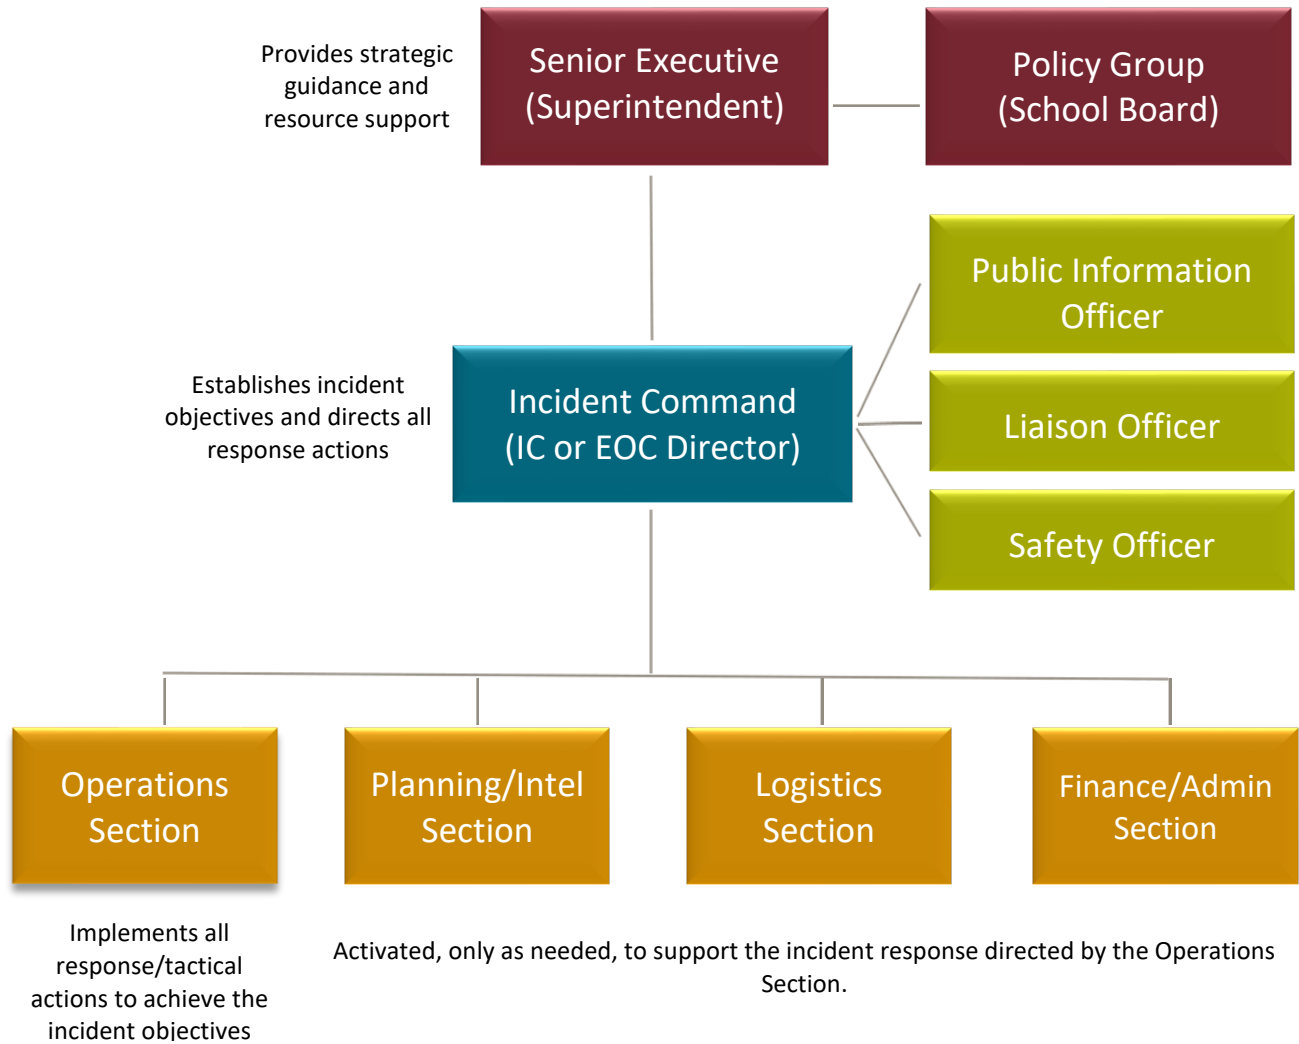 Provides strategic
guidance and
resource support
Senior Executive
(Superintendent)
Policy Group
(School Board)
Public Information
Officer
Establishes incident
objectives and directs all
response actions
Incident Command
(IC or EOC Director)
Liaison Officer
Safety Officer
Operations
Section
Planning/Intel
Section
Logistics
Section
Finance/Admin
Section
Implements all
response/tactical
actions to achieve the
incident objectives
Activated, only as needed, to support the incident response directed by the Operations
Section.